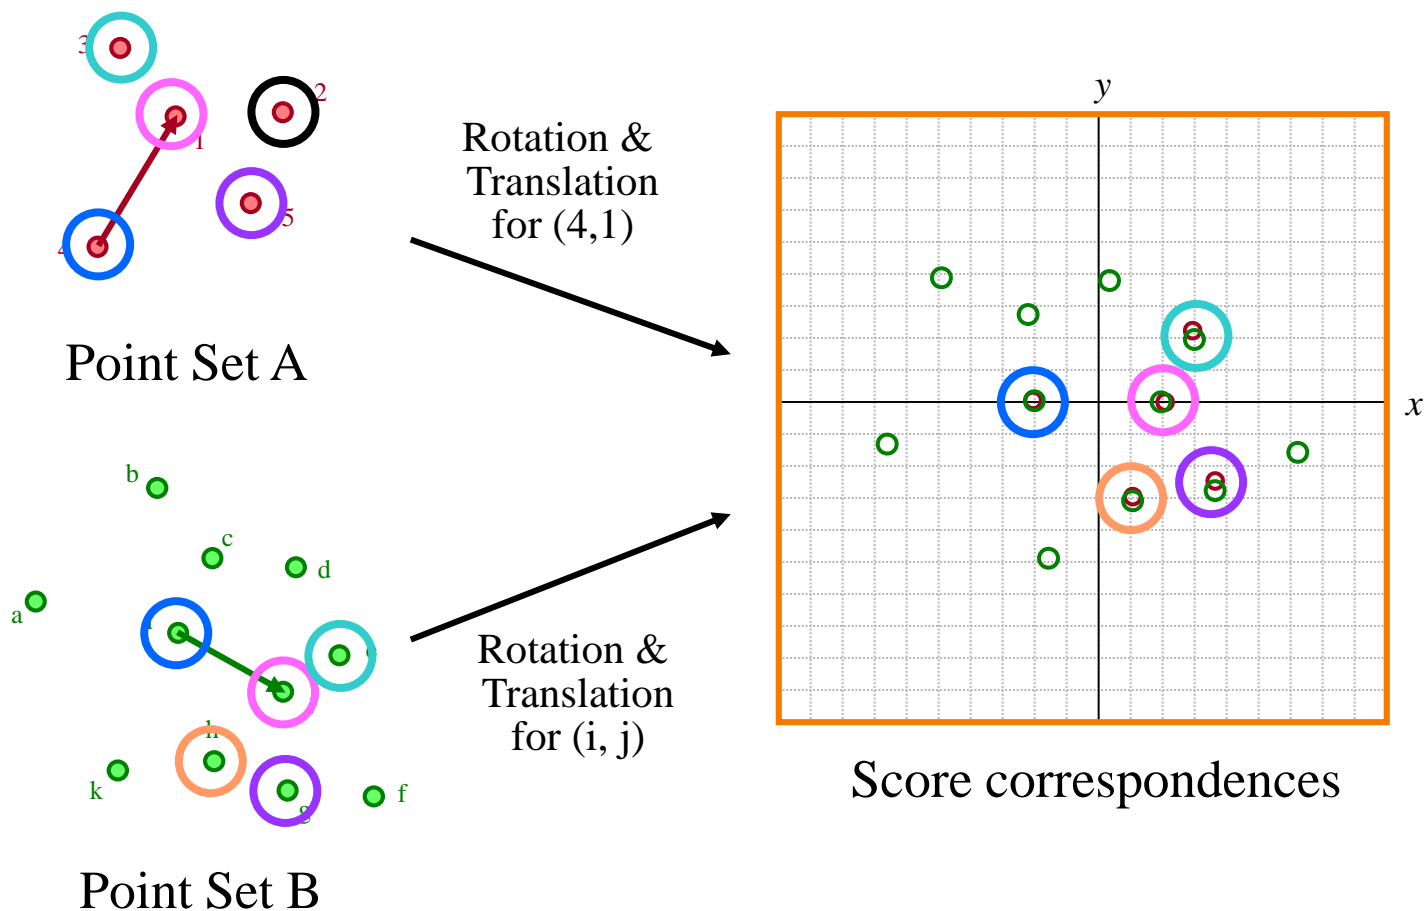 3
2
1
5
4
Point Set A
Rotation &
Translation
for (4,1)
y
x
b
c
d
a
e
h
k
g
f
Point Set B
Rotation &
Translation
for (i, j)
Score correspondences